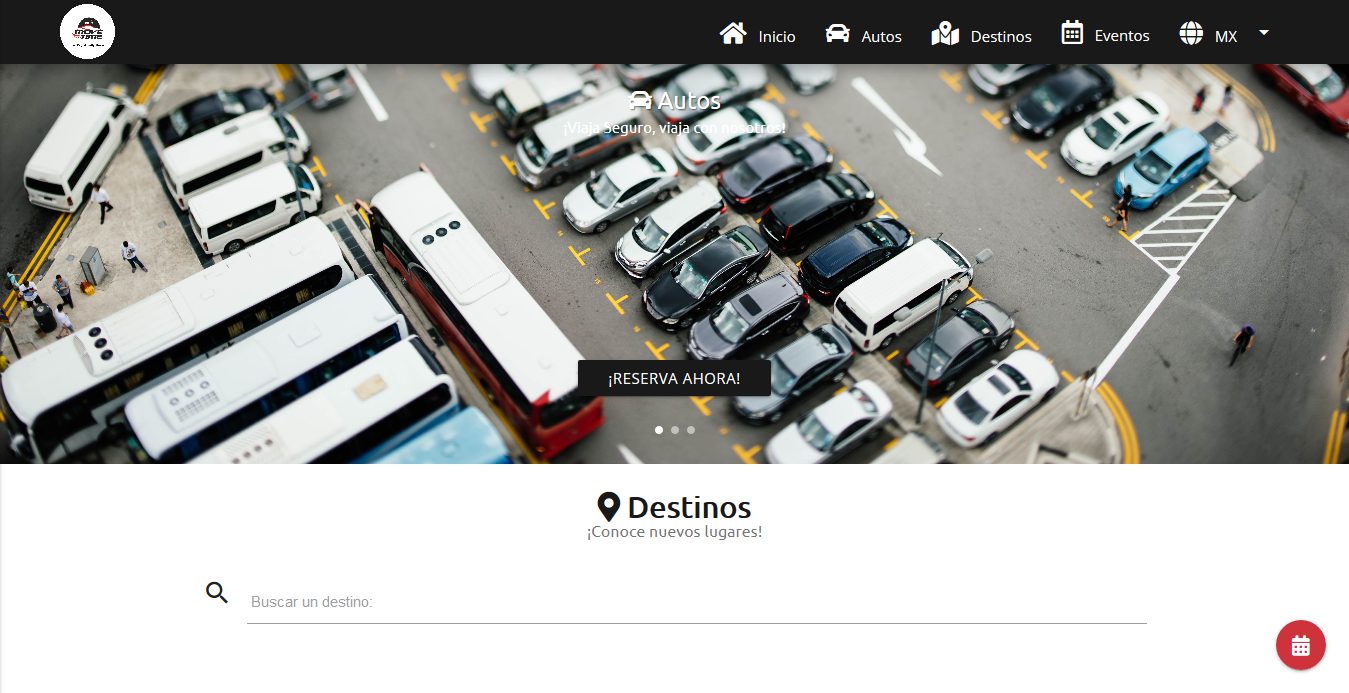 MOVE
Inicio
Autos
Destinos
Eventos
MX
Autos
¡Viaja Seguro, viaja con nosotros!
¡RESERVA AHORA!
Destinos
¡Conoce nuevos lugares!
Buscar un destino: